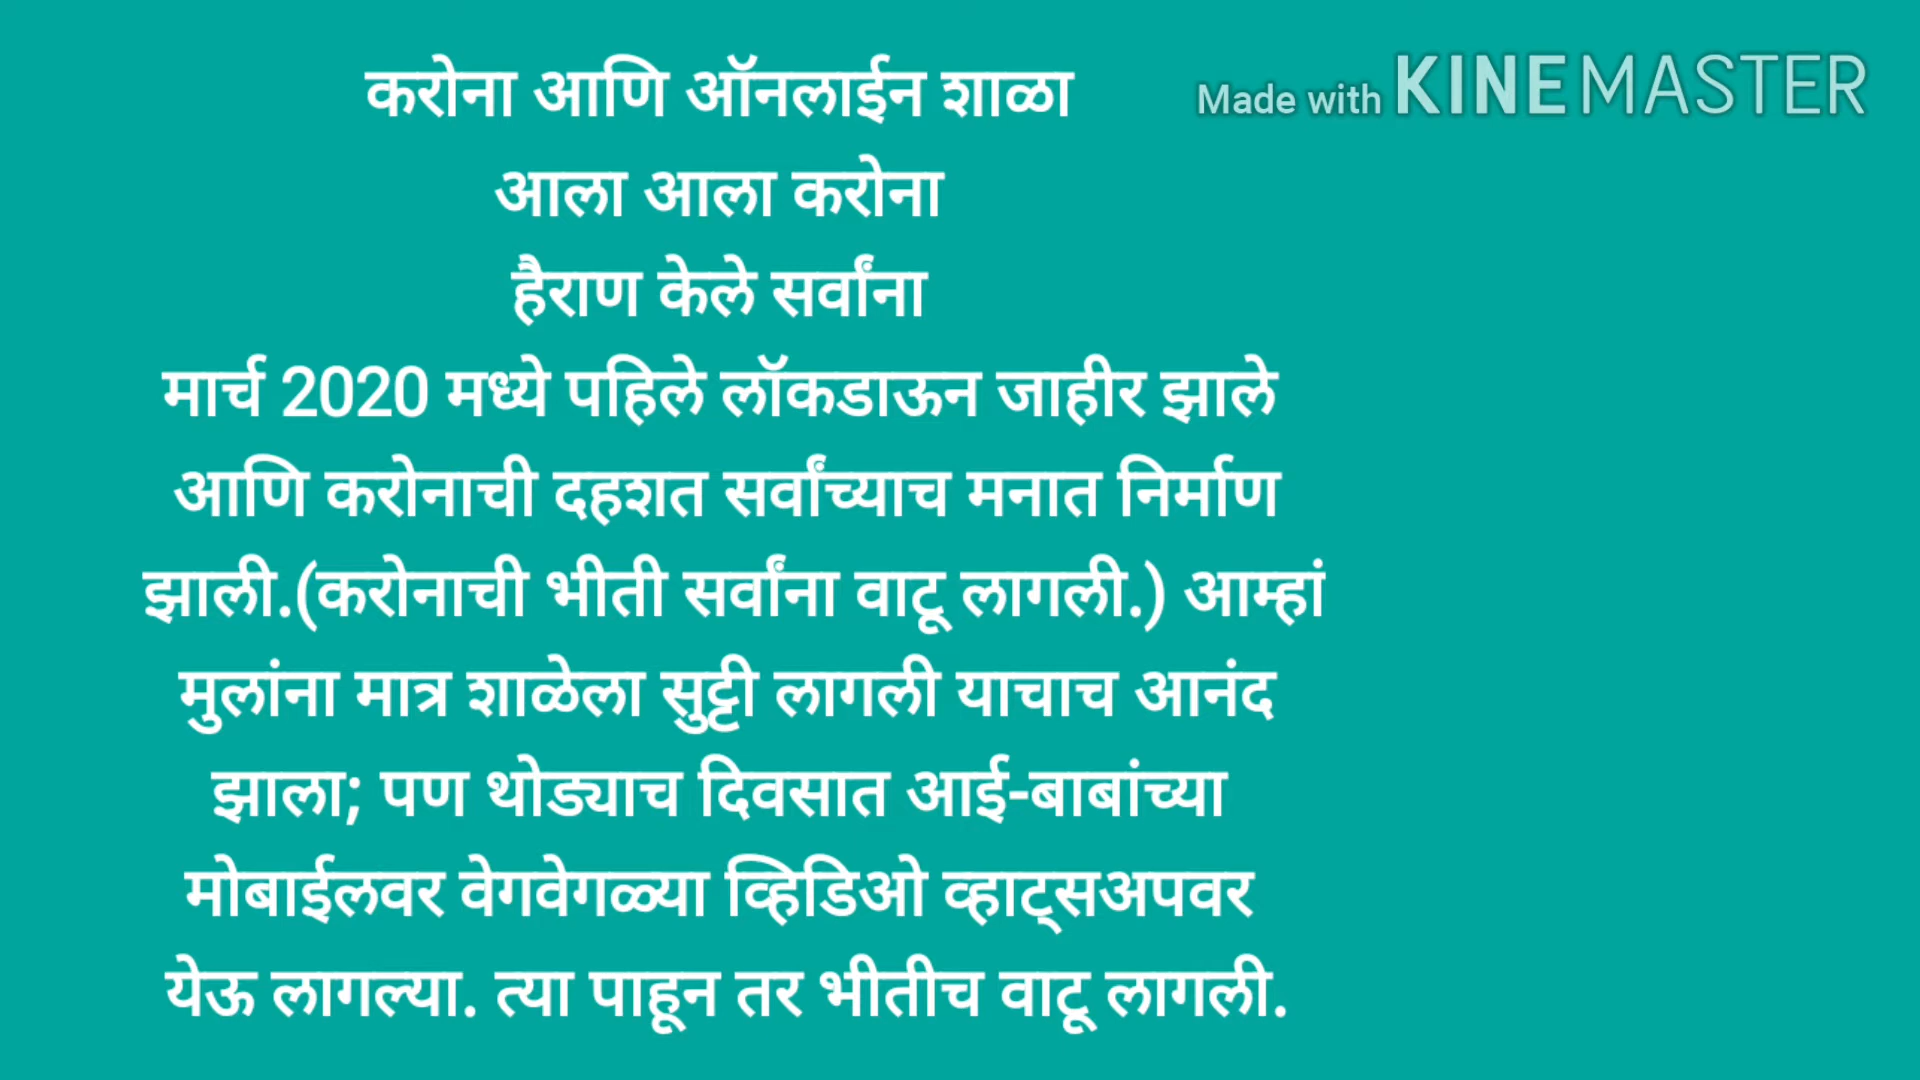 करोना आणि ऑनलाईन शाळा
Made with KINEMASTER
आला आला करोना
हैराण केले सर्वांना
मार्च 2020 मध्ये पहिले लॉकडाऊन जाहीर झाले
आणि करोनाची दहशत सर्वांच्याच मनात निर्माण
झाली.(करोनाची भीती सर्वांना वाटू लागली.) आम्हां
मुलांना मात्र शाळेला सुट्टी लागली याचाच आनंद
झाला; पण थोड्याच दिवसात आई-बाबांच्या
मोबाईलवर वेगवेगळ्या व्हिडिओ व्हाट्सअपवर
येऊ लागल्या. त्या पाहून तर भीतीच वाटू लागली.